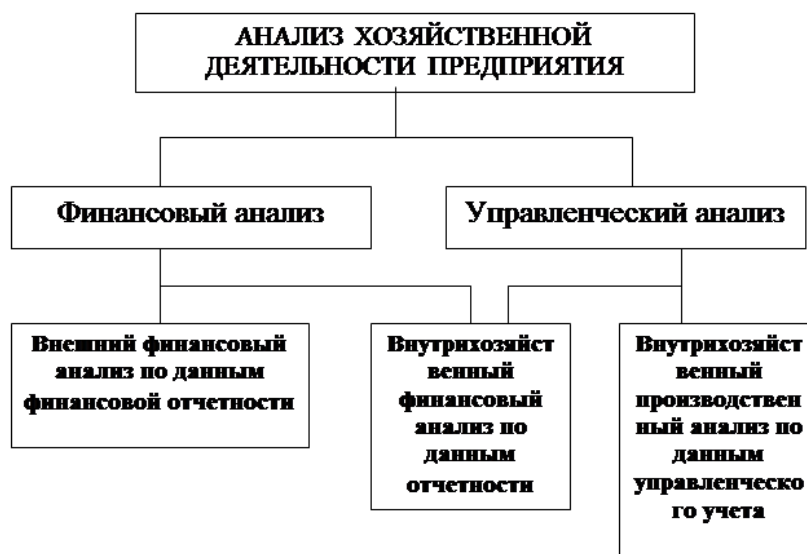 АНАЛИЗ ХОЗЯЙСТВЕННОЙ
ДЕЯТЕЛЬНОСТИ ПРЕДПРИЯТИЯ
Финансовый анализ
Управленческий анализ
Внешний финансовый
анализ по данным
финансовой отчетности
Внутрихозяйст
венный
финансовый
анализ по
данным
отчетности
Внутрихозяйст
венный
производствен
ный анализ по
данным
управленческо
го учета